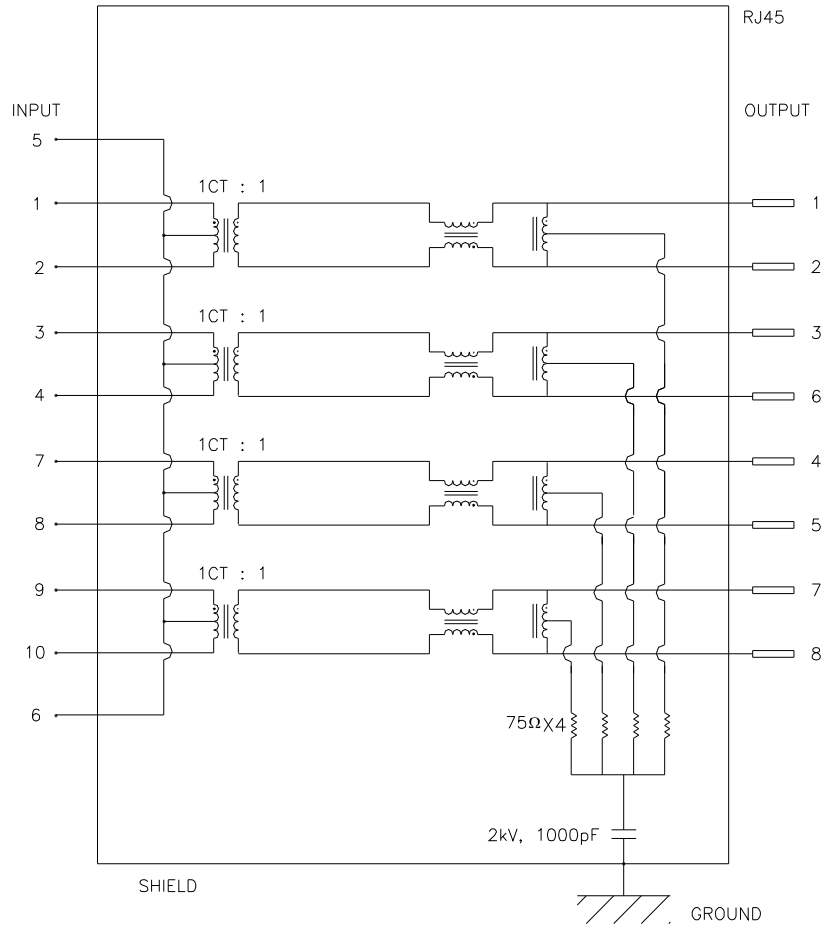 RJ45
INPUT
OUTPUT
5
1CT : 1
1
1
2
2
1CT : 1
3
3
4
6
1CT : 1
7
4
8
5
1CT : 1
9
7
10
8
6
75ΩX4
2kV, 1000pF
SHIELD
GROUND